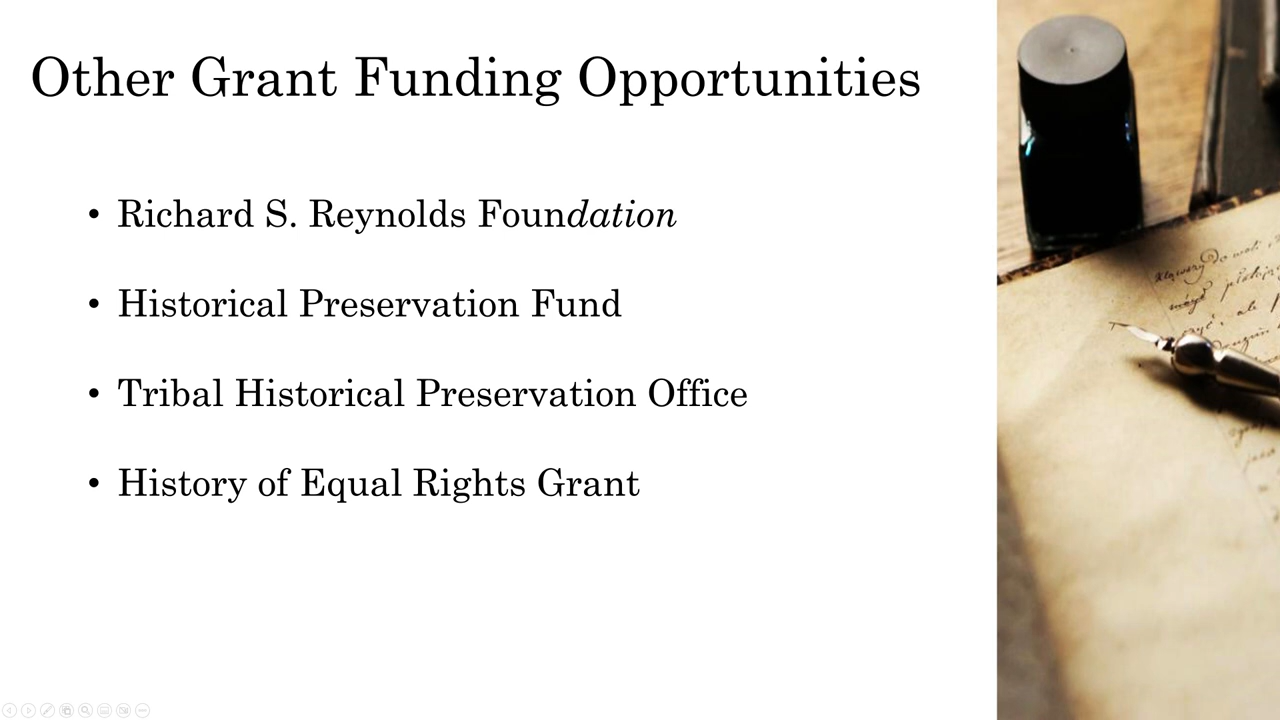 Other Grant Funding Opportunities
• Richard S. Reynolds Foundation
• Historical Preservation Fund
• Tribal Historical Preservation Office
• History of Equal Rights Grant